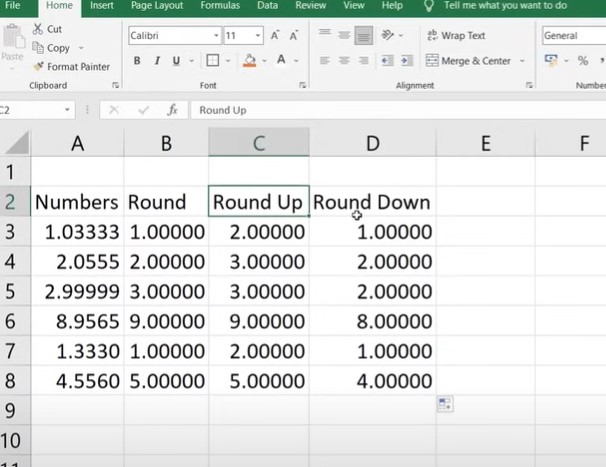 File Home Insert Page Layout Formulas Data Review View Help Tell me what you want to do
Cut
Copy
Format Painter
Paste
Calibri 11 A A
B I U A
Wrap Text
Merge & Center
General
%
Clipboard Font Alignment Number
C2 fx Round Up
A B C D E F
1
2 Numbers Round Round Up Round Down
3 1.03333 1.00000 2.00000 1.00000
4 2.0555 2.00000 3.00000 2.00000
5 2.99999 3.00000 3.00000 2.00000
6 8.9565 9.00000 9.00000 8.00000
7 1.3330 1.00000 2.00000 1.00000
8 4.5560 5.00000 5.00000 4.00000
9
10
11